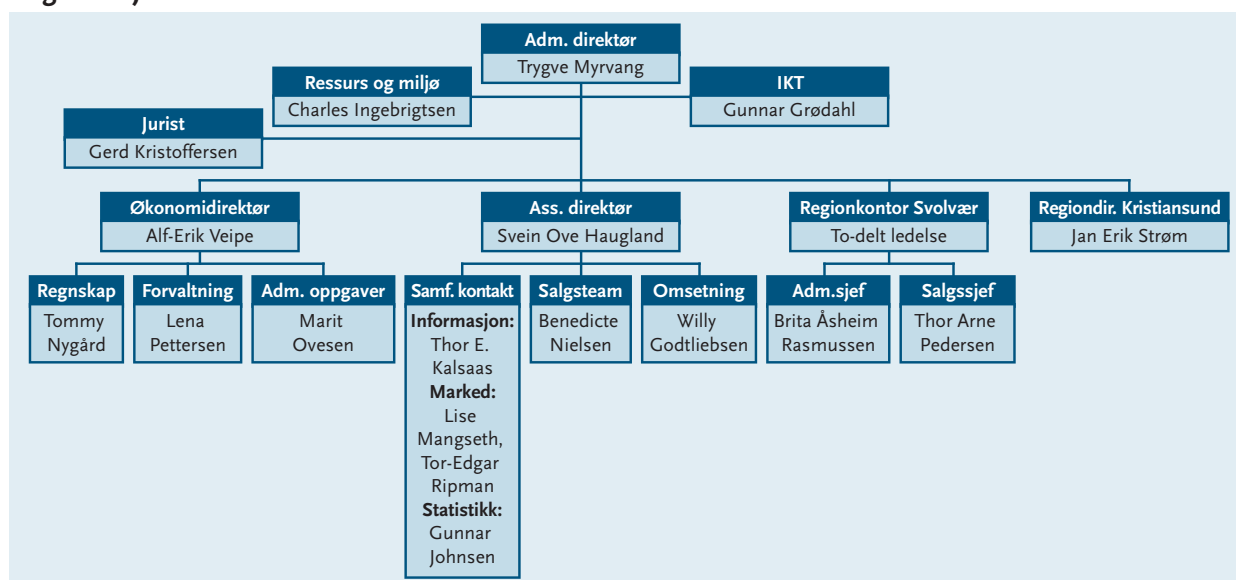 Adm. direktør
Trygve Myrvang
Ressurs og miljø
Charles Ingebrigtsen
IKT
Gunnar Grødahl
Jurist
Gerd Kristoffersen
Økonomidirektør
Alf-Erik Veipe
Ass. direktør
Svein Ove Haugland
Regionkontor Svolvær
To-delt ledelse
Regiondir. Kristiansund
Jan Erik Strøm
Regnskap
Tommy
Nygård
Forvaltning
Lena
Pettersen
Adm. oppgaver
Marit
Ovesen
Samf. kontakt
Informasjon:
Thor E.
Kalsaas
Marked:
Lise
Mangseth,
Tor-Edgar
Ripman
Statistikk:
Gunnar
Johnsen
Salgsteam
Benedicte
Nielsen
Omsetning
Willy
Godtliebsen
Adm.sjef
Brita Åsheim
Rasmussen
Salgssjef
Thor Arne
Pedersen